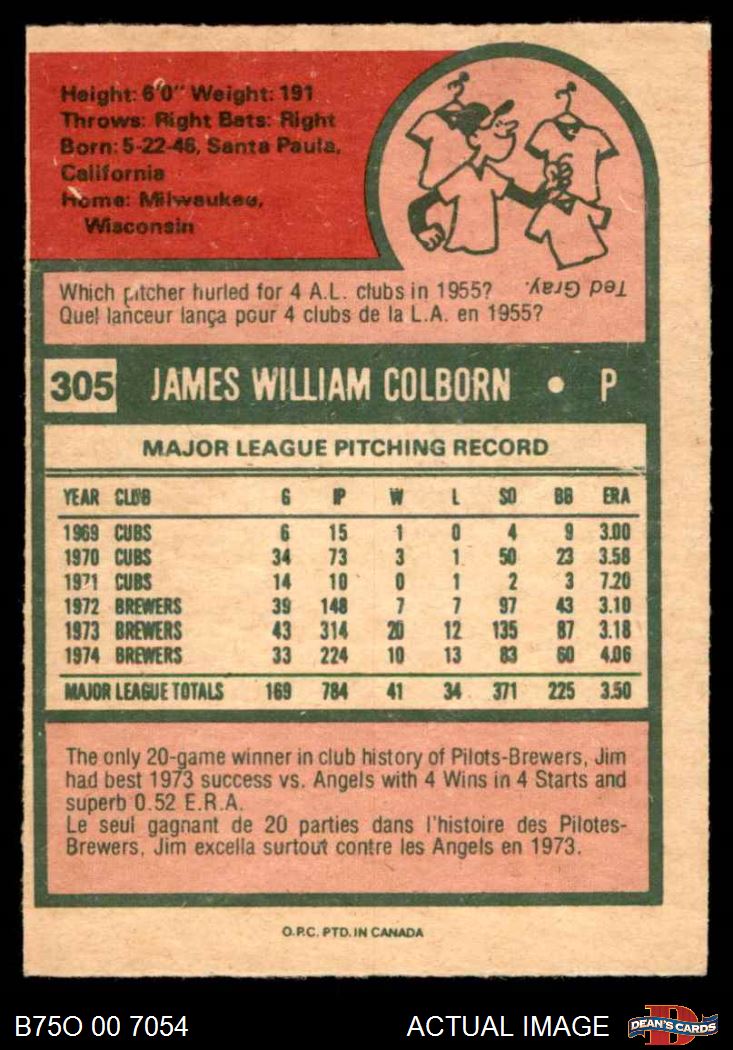 Height: 6'0" Weight: 191
Throws: Right Bats: Right
Born: 5-22-46, Santa Paula,
California
Home: Milwaukee,
Wisconsin
Which pitcher hurled for 4 A.L. clubs in 1955? Ted Gray.
Quel lanceur lança pour 4 clubs de la L.A. en 1955?
305 JAMES WILLIAM COLBORN • P
MAJOR LEAGUE PITCHING RECORD
YEAR CLUB G IP W L SO BB ERA
1969 CUBS 6 15 1 0 4 9 3.00
1970 CUBS 34 73 3 1 50 23 3.58
1971 CUBS 14 10 0 1 2 3 7.20
1972 BREWERS 39 148 7 7 97 43 3.10
1973 BREWERS 43 314 20 12 135 87 3.18
1974 BREWERS 33 224 10 13 83 60 4.06
MAJOR LEAGUE TOTALS 169 784 41 34 371 225 3.50
The only 20-game winner in club history of Pilots-Brewers, Jim
had best 1973 success vs. Angels with 4 Wins in 4 Starts and
superb 0.52 E.R.A.
Le seul gagnant de 20 parties dans l'histoire des Pilotes-
Brewers, Jim excella surtout contre les Angels en 1973.
O.P.C. PTD. IN CANADA
B75O 00 7054 ACTUAL IMAGE D DEAN'S CARDS